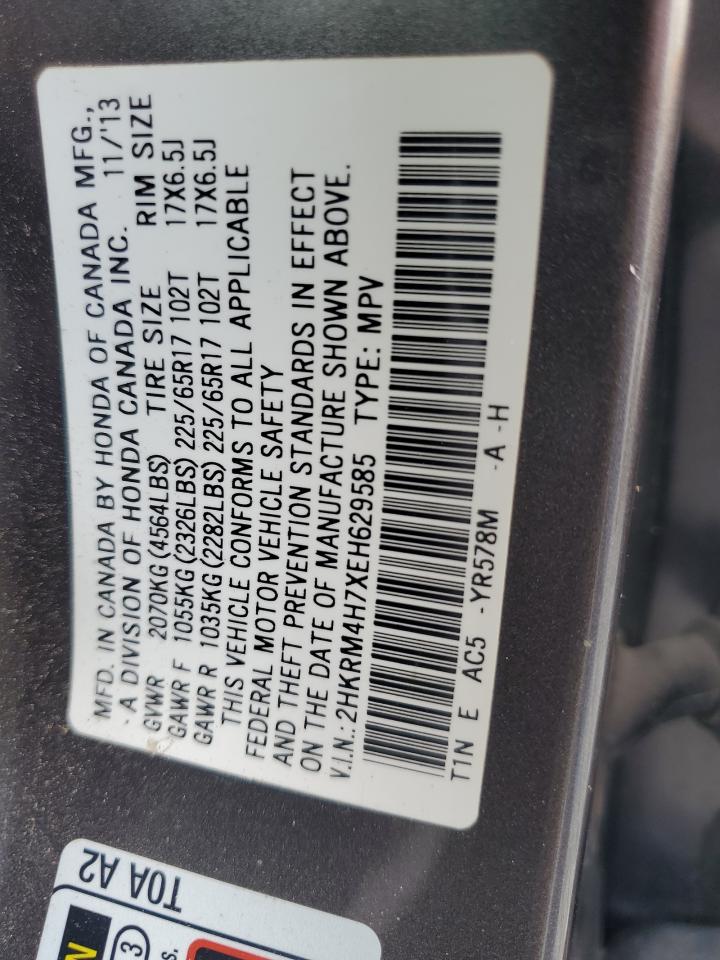 MFD. IN CANADA BY HONDA OF CANADA MFG.,
-A DIVISION OF HONDA CANADA INC. 11/'13
GVWR 2070KG (4564LBS) TIRE SIZE RIM SIZE
GAWR F 1055KG (2326LBS) 225/65R17 102T 17X6.5J
GAWR R 1035KG (2282LBS) 225/65R17 102T 17X6.5J
THIS VEHICLE CONFORMS TO ALL APPLICABLE
FEDERAL MOTOR VEHICLE SAFETY
AND THEFT PREVENTION STANDARDS IN EFFECT
ON THE DATE OF MANUFACTURE SHOWN ABOVE.
V.I.N.: 2HKRM4H7XEH629585 TYPE: MPV
T1N E AC5 -YR578M -A -H
T0A A2
3
s.